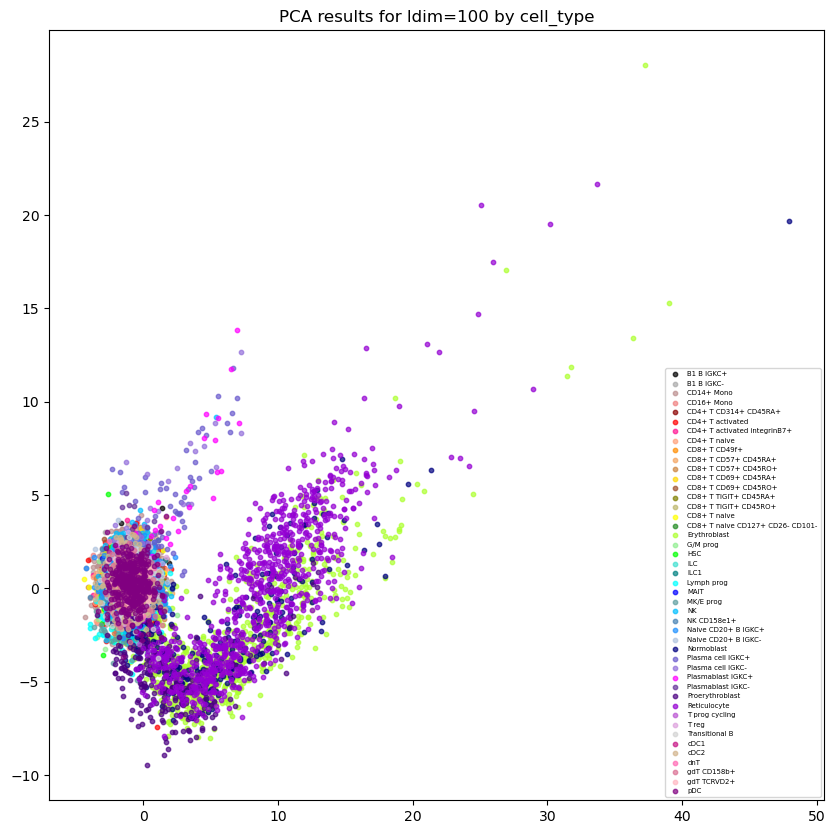 PCA results for ldim=100 by cell_type
25
20
15
10
5
0
−5
−10
0
10
20
30
40
50
B1 B IGKC+
B1 B IGKC-
CD14+ Mono
CD16+ Mono
CD4+ T CD314+ CD45RA+
CD4+ T activated
CD4+ T activated integrinB7+
CD4+ T naive
CD8+ T CD49f+
CD8+ T CD57+ CD45RA+
CD8+ T CD57+ CD45RO+
CD8+ T CD69+ CD45RA+
CD8+ T CD69+ CD45RO+
CD8+ T TIGIT+ CD45RA+
CD8+ T TIGIT+ CD45RO+
CD8+ T naive
CD8+ T naive CD127+ CD26- CD101-
Erythroblast
G/M prog
HSC
ILC
ILC1
Lymph prog
MAIT
MK/E prog
NK
NK CD158e1+
Naive CD20+ B IGKC+
Naive CD20+ B IGKC-
Normoblast
Plasma cell IGKC+
Plasma cell IGKC-
Plasmablast IGKC+
Plasmablast IGKC-
Proerythroblast
Reticulocyte
T prog cycling
T reg
Transitional B
cDC1
cDC2
dnT
gdT CD158b+
gdT TCRVD2+
pDC